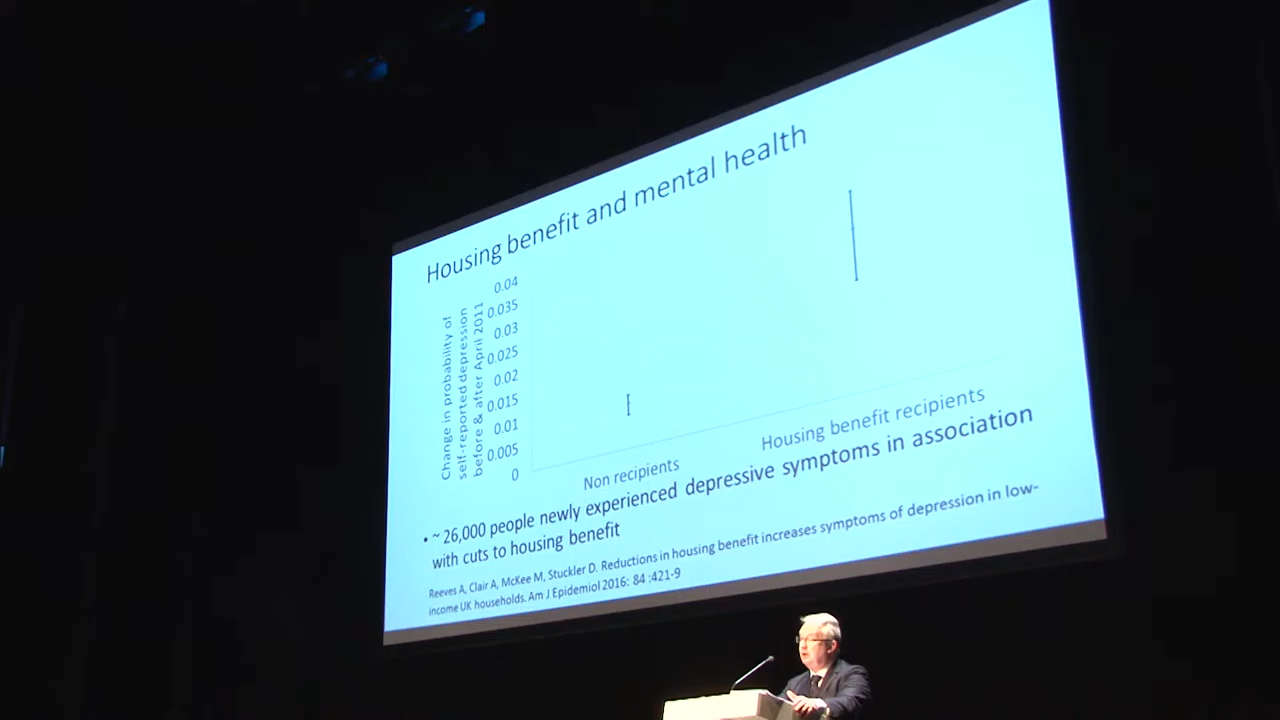 Housing benefit and mental health
Change in probability of
self-reported depression
before & after April 2011
0.04
0.035
0.03
0.025
0.02
0.015
0.01
0.005
0
Non recipients
Housing benefit recipients
• ~ 26,000 people newly experienced depressive symptoms in association
with cuts to housing benefit
Reeves A, Clair A, McKee M, Stuckler D. Reductions in housing benefit increases symptoms of depression in low-
income UK households. Am J Epidemiol 2016: 84 :421-9